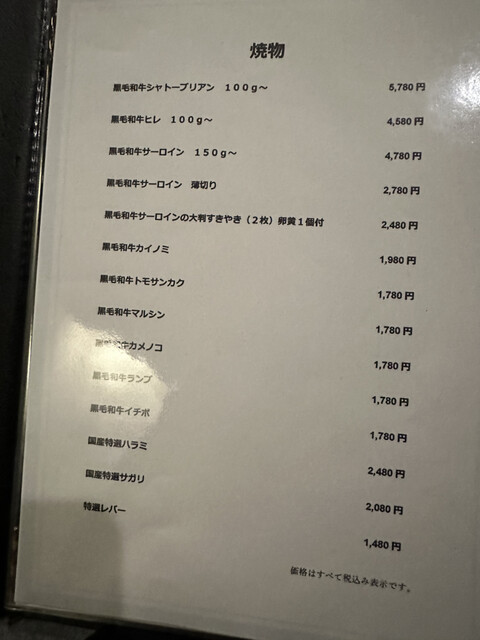 焼物
黒毛和牛シャトーブリアン 100g～ 5,780円
黒毛和牛ヒレ 100g～ 4,580円
黒毛和牛サーロイン 150g～ 4,780円
黒毛和牛サーロイン 薄切り 2,780円
黒毛和牛サーロインの大判すきやき（2枚）卵黄1個付 2,480円
黒毛和牛カイノミ 1,980円
黒毛和牛トモサンカク 1,780円
黒毛和牛マルシン 1,780円
黒毛和牛カメノコ 1,780円
黒毛和牛ランプ 1,780円
黒毛和牛イチボ 1,780円
国産特選ハラミ 2,480円
国産特選サガリ 2,080円
特選レバー 1,480円
価格はすべて税込み表示です。